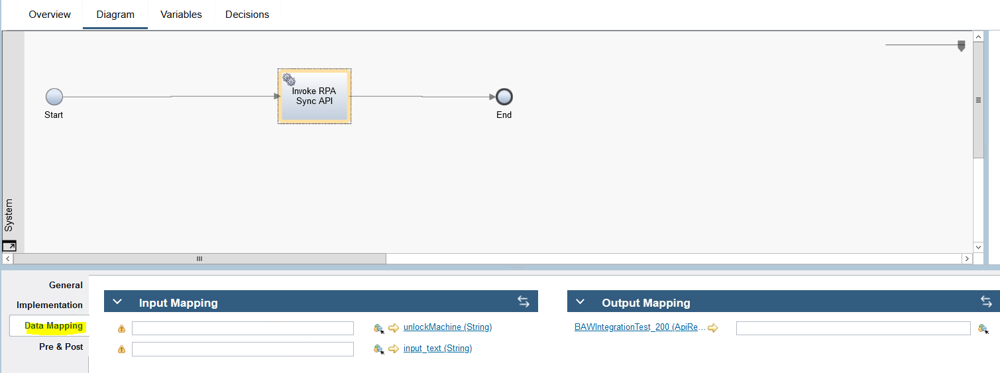 Overview Diagram Variables Decisions
Invoke RPA
Sync API
Start
End
System
General
Implementation
Data Mapping
Pre & Post
Input Mapping
unlockMachine (String)
input_text (String)
Output Mapping
BAWIntegrationTest_200 (ApiRe...